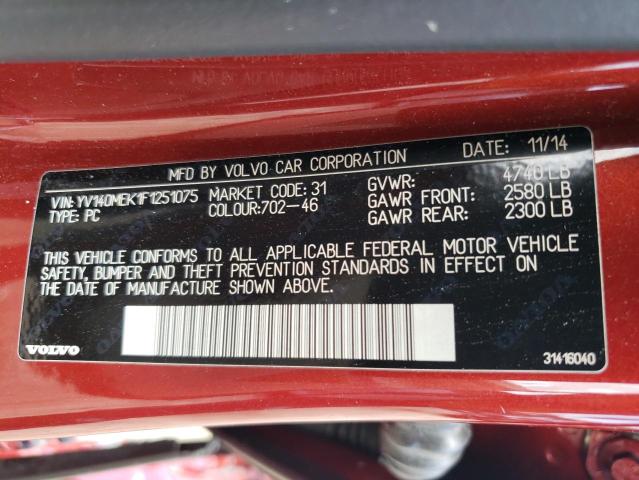 MFD BY VOLVO CAR CORPORATION DATE: 11/14
VIN: YV140MEK1F1251075 MARKET CODE: 31 GVWR: 4740 LB
TYPE: PC COLOUR:702-46 GAWR FRONT: 2580 LB
GAWR REAR: 2300 LB
THIS VEHICLE CONFORMS TO ALL APPLICABLE FEDERAL MOTOR VEHICLE
SAFETY, BUMPER AND THEFT PREVENTION STANDARDS IN EFFECT ON
THE DATE OF MANUFACTURE SHOWN ABOVE.
VOLVO 31416040